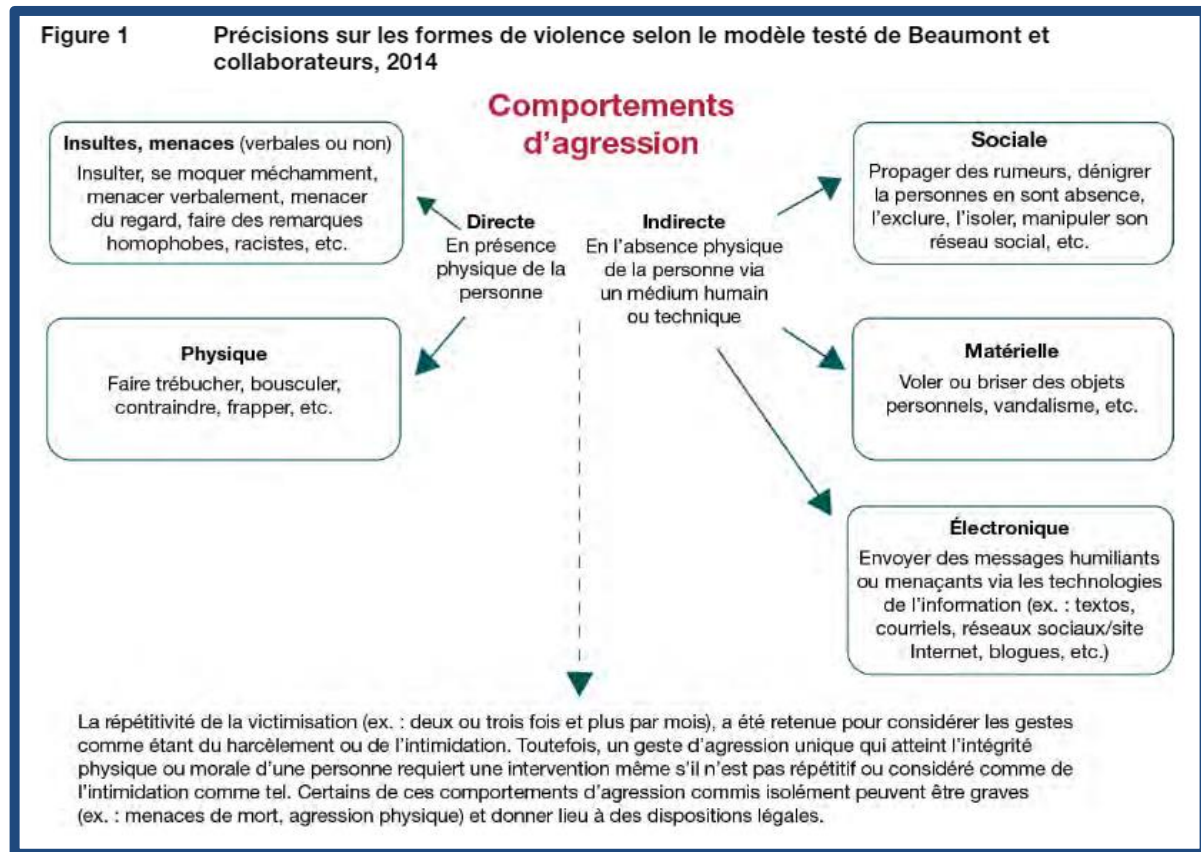 Figure 1 Précisions sur les formes de violence selon le modèle testé de Beaumont et
collaborateurs, 2014
Comportements
d'agression
Insultes, menaces (verbales ou non)
Insulter, se moquer méchamment,
menacer verbalement, menacer
du regard, faire des remarques
homophobes, racistes, etc.
Directe
En présence
physique de la
personne
Physique
Faire trébucher, bousculer,
contraindre, frapper, etc.
Indirecte
En l'absence physique
de la personne via
un médium humain
ou technique
Sociale
Propager des rumeurs, dénigrer
la personnes en sont absence,
l'exclure, l'isoler, manipuler son
réseau social, etc.
Matérielle
Voler ou briser des objets
personnels, vandalisme, etc.
Électronique
Envoyer des messages humiliants
ou menaçants via les technologies
de l'information (ex. : textos,
courriels, réseaux sociaux/site
Internet, blogues, etc.)
La répétitivité de la victimisation (ex. : deux ou trois fois et plus par mois), a été retenue pour considérer les gestes
comme étant du harcèlement ou de l'intimidation. Toutefois, un geste d'agression unique qui atteint l'intégrité
physique ou morale d'une personne requiert une intervention même s'il n'est pas répétitif ou considéré comme de
l'intimidation comme tel. Certains de ces comportements d'agression commis isolément peuvent être graves
(ex. : menaces de mort, agression physique) et donner lieu à des dispositions légales.